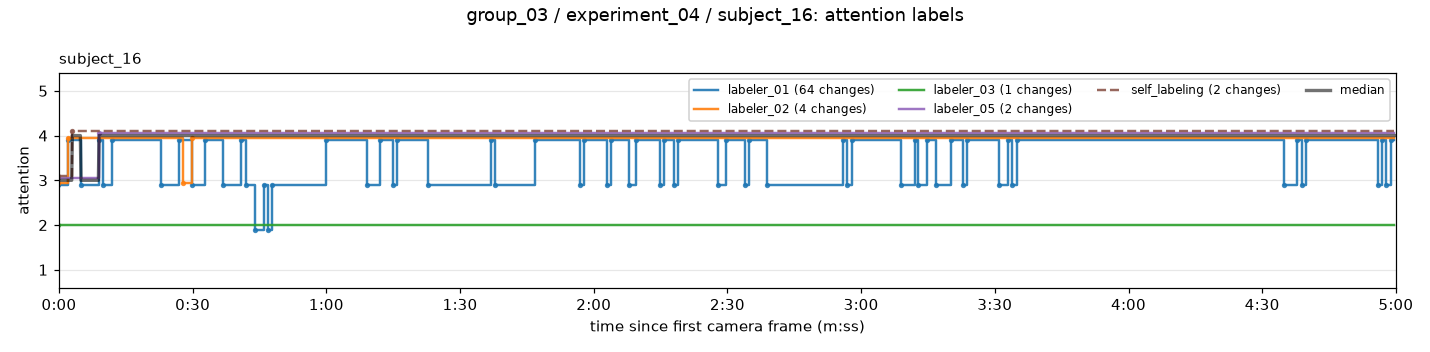 group_03 / experiment_04 / subject_16: attention labels
subject_16
labeler_01 (64 changes)
labeler_02 (4 changes)
labeler_03 (1 changes)
labeler_05 (2 changes)
self_labeling (2 changes)
median
attention
5
4
3
2
1
0:00 0:30 1:00 1:30 2:00 2:30 3:00 3:30 4:00 4:30 5:00
time since first camera frame (m:ss)